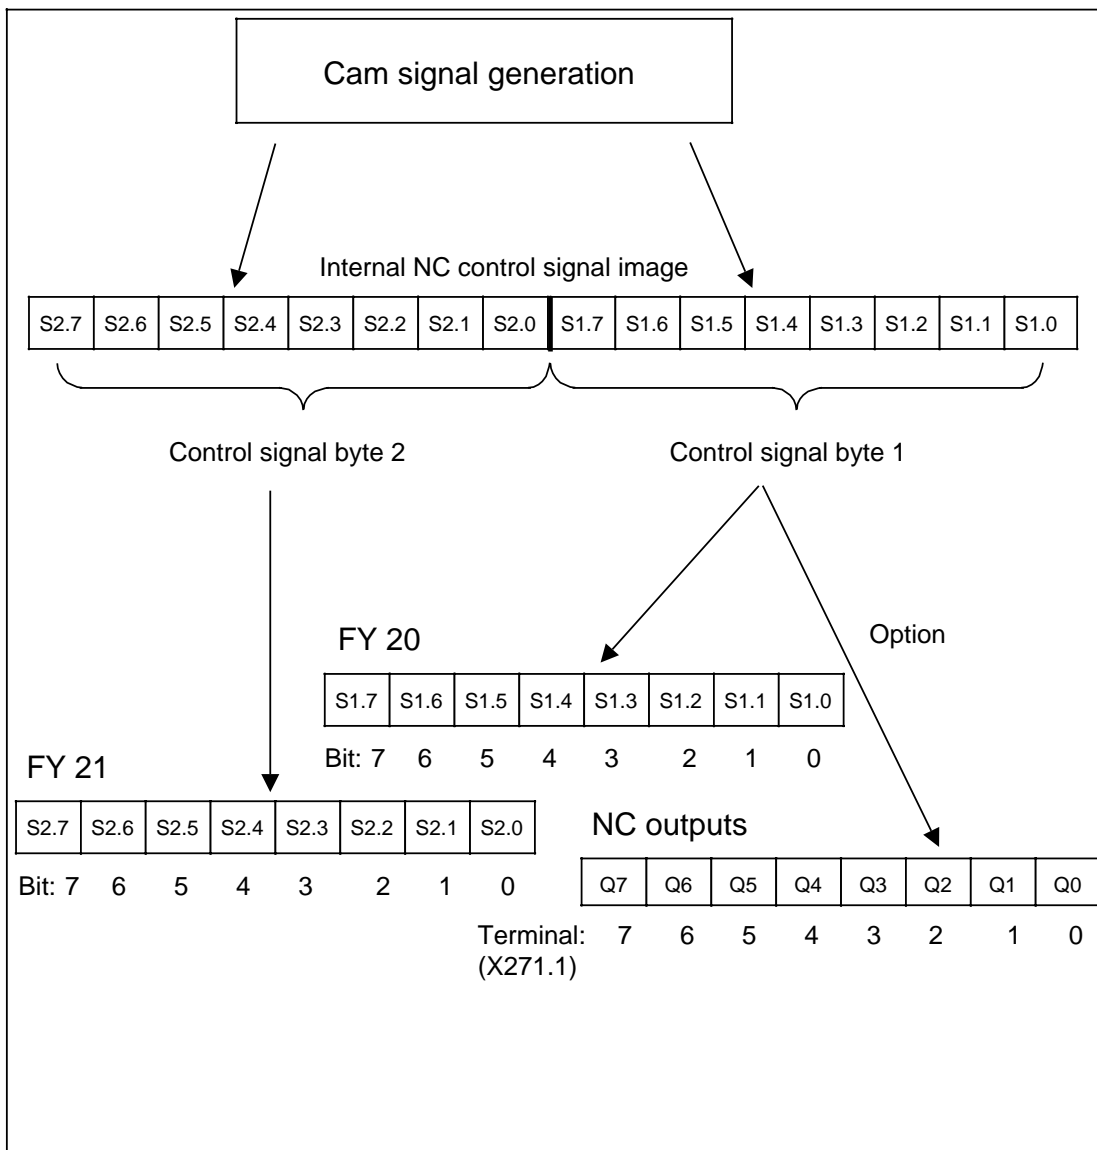 Cam signal generation
Internal NC control signal image
S2.7 S2.6 S2.5 S2.4 S2.3 S2.2 S2.1 S2.0 S1.7 S1.6 S1.5 S1.4 S1.3 S1.2 S1.1 S1.0
Control signal byte 2
Control signal byte 1
Option
FY 20
S1.7 S1.6 S1.5 S1.4 S1.3 S1.2 S1.1 S1.0
Bit: 7 6 5 4 3 2 1 0
FY 21
S2.7 S2.6 S2.5 S2.4 S2.3 S2.2 S2.1 S2.0
Bit: 7 6 5 4 3 2 1 0
NC outputs
Q7 Q6 Q5 Q4 Q3 Q2 Q1 Q0
Terminal: 7 6 5 4 3 2 1 0
(X271.1)